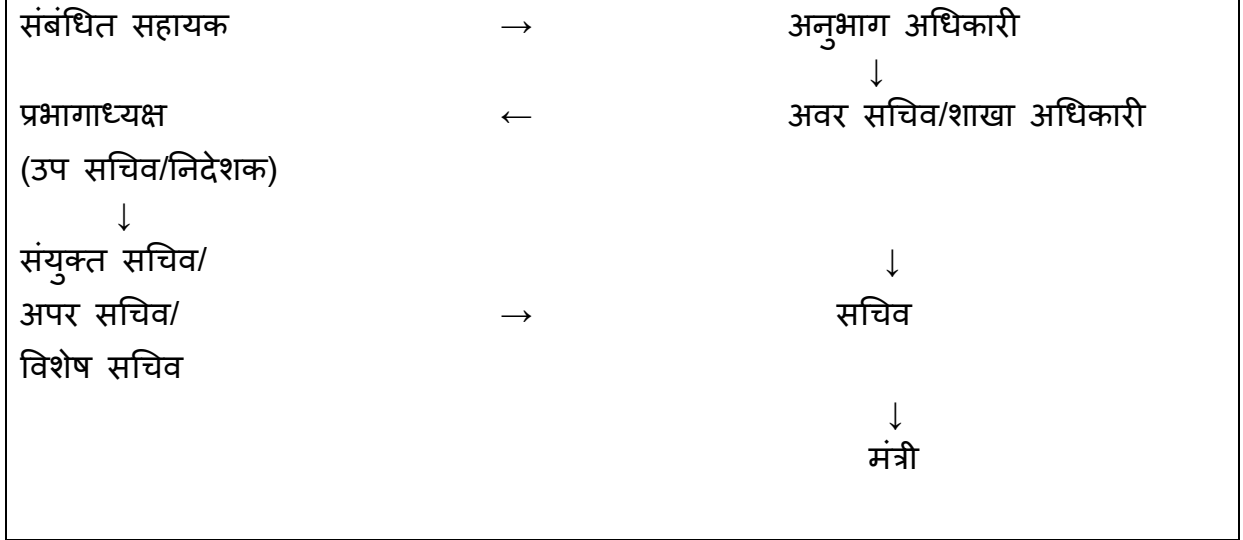 संबंधित सहायक → अनुभाग अधिकारी
↓
प्रभागाध्यक्ष ← अवर सचिव/शाखा अधिकारी
(उप सचिव/निदेशक)
↓
संयुक्त सचिव/ ↓
अपर सचिव/ → सचिव
विशेष सचिव
↓
मंत्री